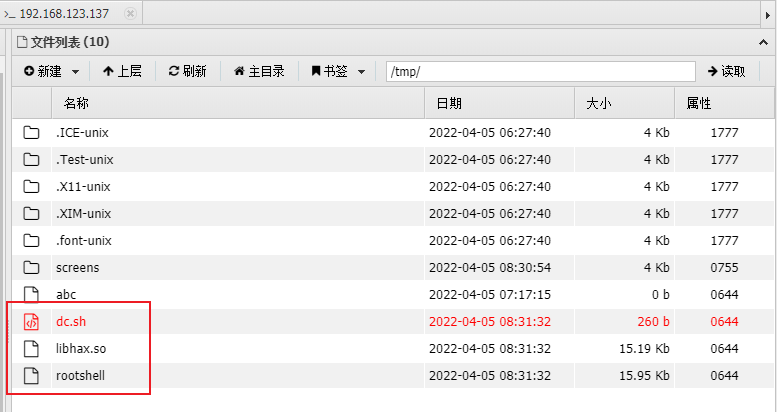 192.168.123.137
文件列表 (10)
新建 上层 刷新 主目录 书签 /tmp/ 读取
名称 日期 大小 属性
.ICE-unix 2022-04-05 06:27:40 4 Kb 1777
.Test-unix 2022-04-05 06:27:40 4 Kb 1777
.X11-unix 2022-04-05 06:27:40 4 Kb 1777
.XIM-unix 2022-04-05 06:27:40 4 Kb 1777
.font-unix 2022-04-05 06:27:40 4 Kb 1777
screens 2022-04-05 08:30:54 4 Kb 0755
abc 2022-04-05 07:17:15 0 b 0644
dc.sh 2022-04-05 08:31:32 260 b 0644
libhax.so 2022-04-05 08:31:32 15.19 Kb 0644
rootshell 2022-04-05 08:31:32 15.95 Kb 0644